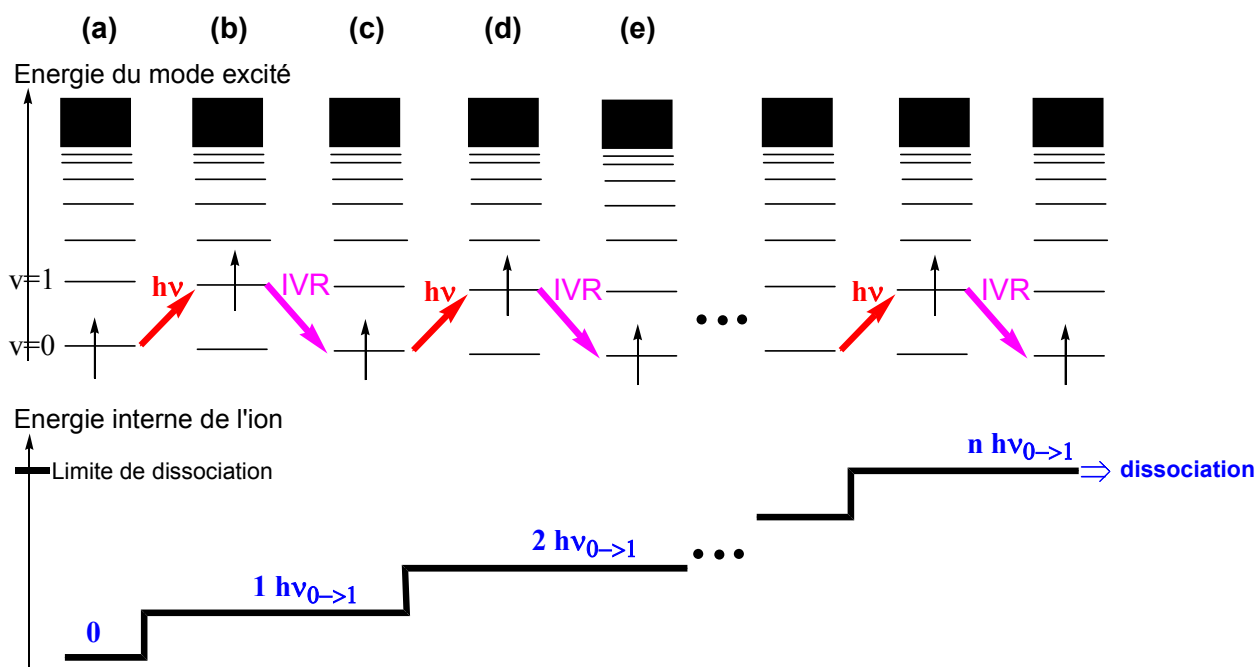 (a) (b) (c) (d) (e)
Energie du mode excité
v=1
hν IVR hν IVR hν IVR
v=0
Energie interne de l'ion
Limite de dissociation
n hν0->1
dissociation
2 hν0->1
1 hν0->1
0